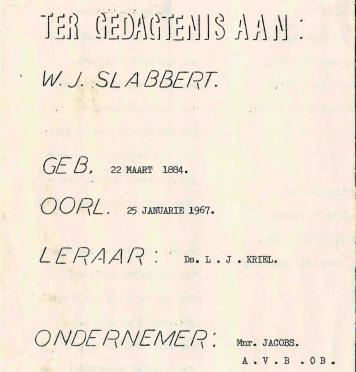 TER GEDAGTENIS AAN:
W. J. SLABBERT.
GEB. 22 MAART 1884.
OORL. 25 JANUARIE 1967.
LERAAR: Ds. L. J. KRIEL.
ONDERNEMER: Mnr. JACOBS.
A.V.B.OB.